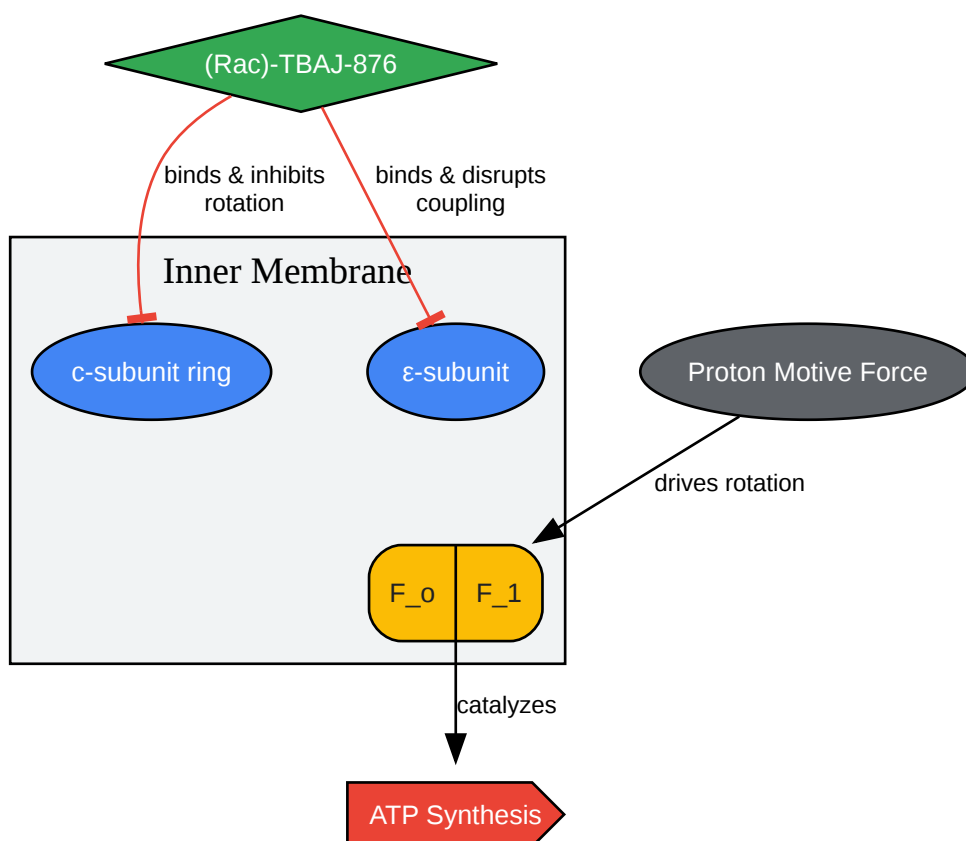 (Rac)-TBAJ-876
binds & inhibits
rotation
binds & disrupts
coupling
Inner Membrane
c-subunit ring
ε-subunit
Proton Motive Force
drives rotation
F_o
F_1
catalyzes
ATP Synthesis